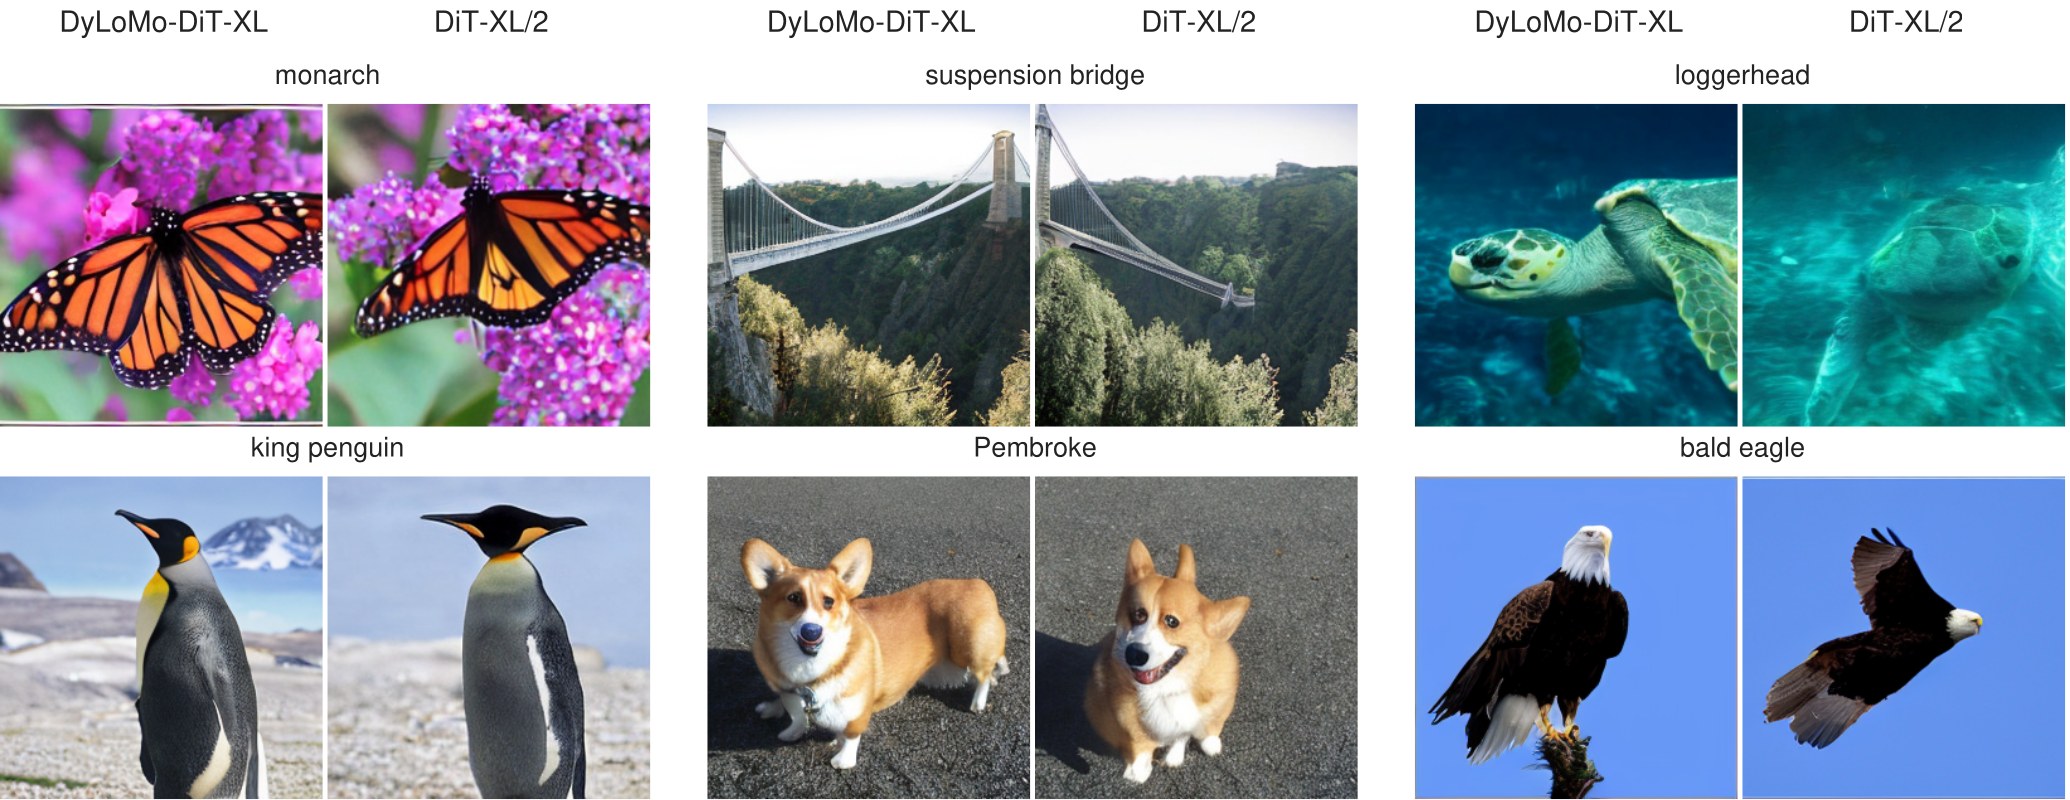 DyLoMo-DiT-XL DiT-XL/2 DyLoMo-DiT-XL DiT-XL/2 DyLoMo-DiT-XL DiT-XL/2
monarch suspension bridge loggerhead
king penguin Pembroke bald eagle